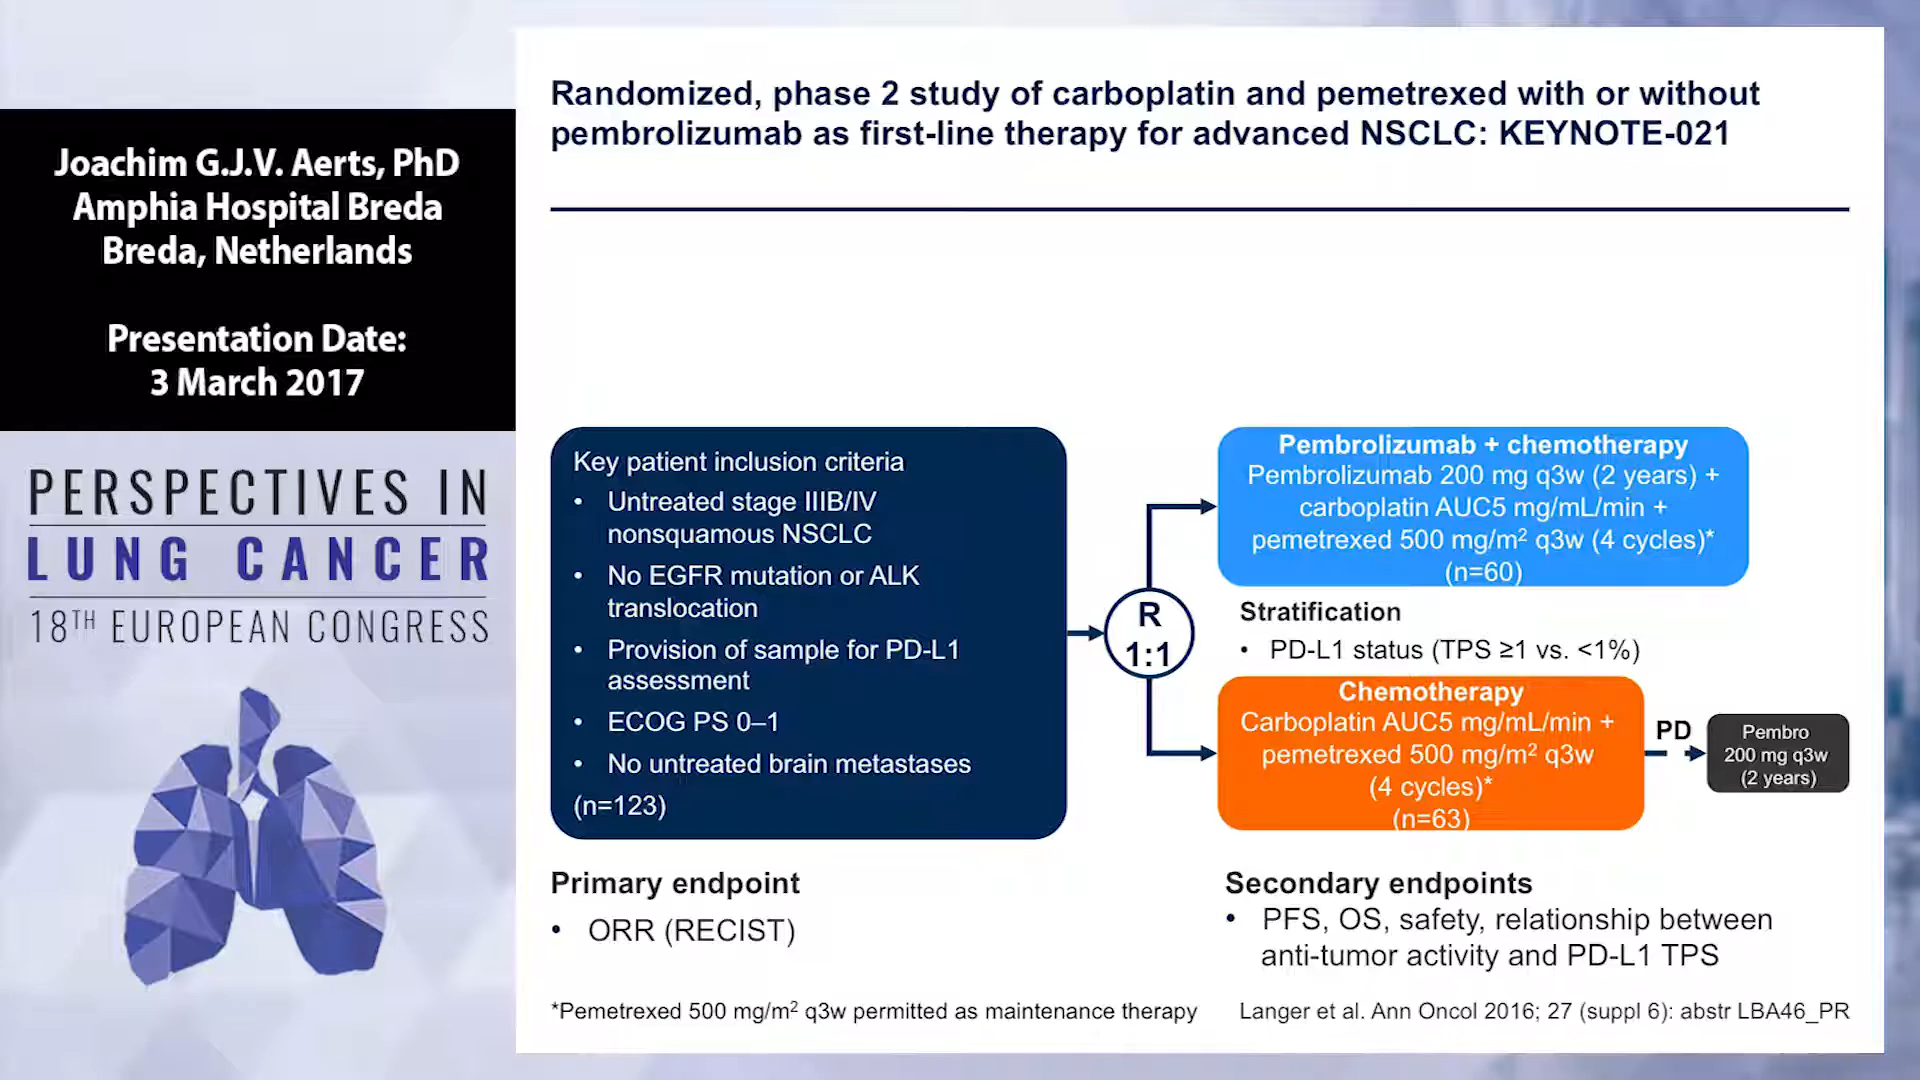 Joachim G.J.V. Aerts, PhD
Amphia Hospital Breda
Breda, Netherlands
Presentation Date:
3 March 2017
PERSPECTIVES IN
LUNG CANCER
18TH EUROPEAN CONGRESS
Randomized, phase 2 study of carboplatin and pemetrexed with or without
pembrolizumab as first-line therapy for advanced NSCLC: KEYNOTE-021
Key patient inclusion criteria
• Untreated stage IIIB/IV
nonsquamous NSCLC
• No EGFR mutation or ALK
translocation
• Provision of sample for PD-L1
assessment
• ECOG PS 0–1
• No untreated brain metastases
(n=123)
R
1:1
Pembrolizumab + chemotherapy
Pembrolizumab 200 mg q3w (2 years) +
carboplatin AUC5 mg/mL/min +
pemetrexed 500 mg/m² q3w (4 cycles)*
(n=60)
Stratification
• PD-L1 status (TPS ≥1 vs. <1%)
Chemotherapy
Carboplatin AUC5 mg/mL/min +
pemetrexed 500 mg/m² q3w
(4 cycles)*
(n=63)
PD
Pembro
200 mg q3w
(2 years)
Primary endpoint
• ORR (RECIST)
Secondary endpoints
• PFS, OS, safety, relationship between
anti-tumor activity and PD-L1 TPS
*Pemetrexed 500 mg/m² q3w permitted as maintenance therapy
Langer et al. Ann Oncol 2016; 27 (suppl 6): abstr LBA46_PR